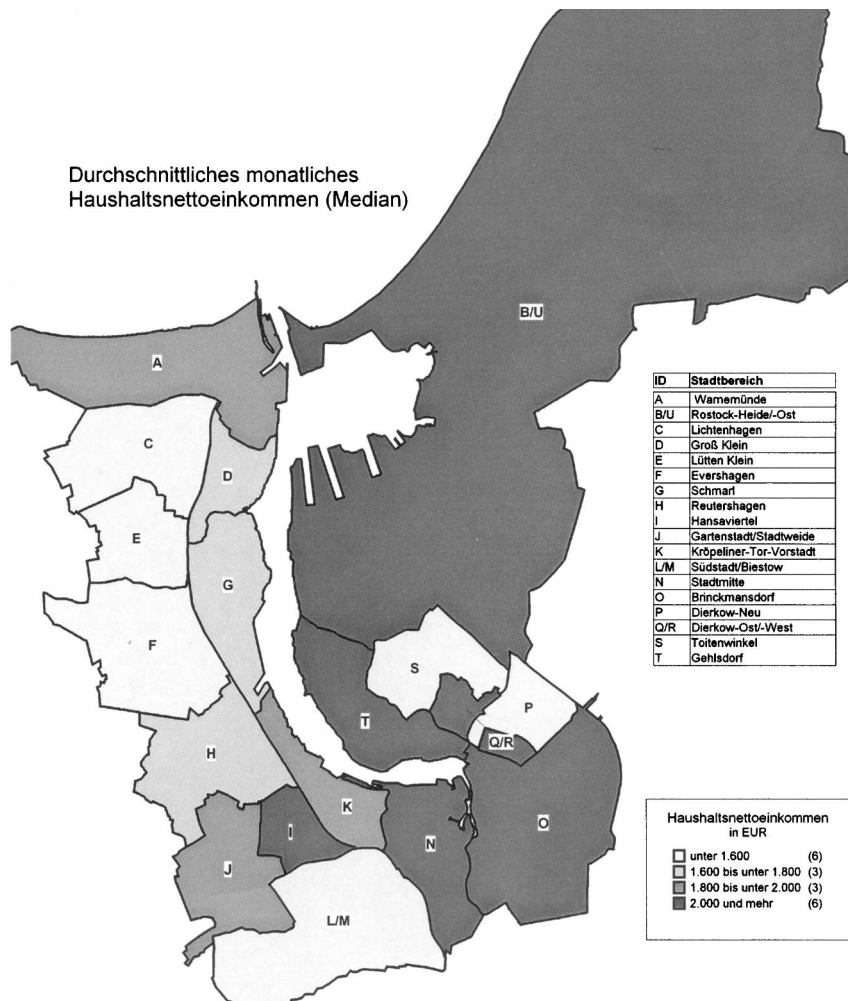 Durchschnittliches monatliches
Haushaltsnettoeinkommen (Median)
B/U
A
C
D
E
G
F
S
P
T
Q/R
H
K
O
I
N
J
L/M
ID Stadtbereich
A Warnemünde
B/U Rostock-Heide/-Ost
C Lichtenhagen
D Groß Klein
E Lütten Klein
F Evershagen
G Schmarl
H Reutershagen
I Hansaviertel
J Gartenstadt/Stadtweide
K Kröpeliner-Tor-Vorstadt
L/M Südstadt/Biestow
N Stadtmitte
O Brinckmansdorf
P Dierkow-Neu
Q/R Dierkow-Ost/-West
S Toitenwinkel
T Gehlsdorf
Haushaltsnettoeinkommen
in EUR
unter 1.600 (6)
1.600 bis unter 1.800 (3)
1.800 bis unter 2.000 (3)
2.000 und mehr (6)